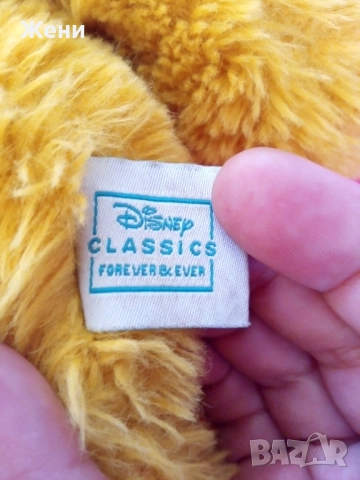 Жени
Disney
CLASSICS
FOREVER & EVER
BAZAR